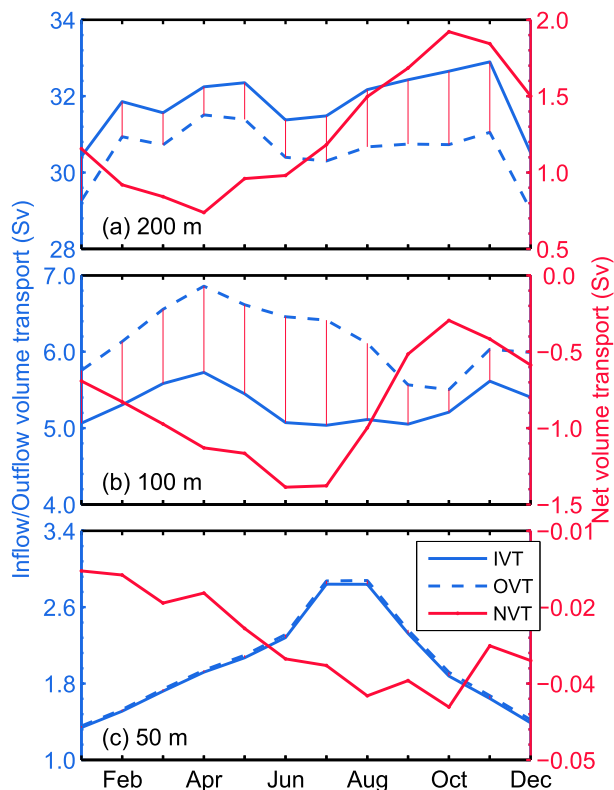 Inflow/Outflow volume transport (Sv)
34
32
30
28
2.0
1.5
1.0
0.5
(a) 200 m
7.0
6.0
5.0
4.0
0.0
−0.5
−1.0
−1.5
(b) 100 m
3.4
2.6
1.8
1.0
−0.01
−0.02
−0.03
−0.04
−0.05
IVT
OVT
NVT
(c) 50 m
Feb Apr Jun Aug Oct Dec
Net volume transport (Sv)